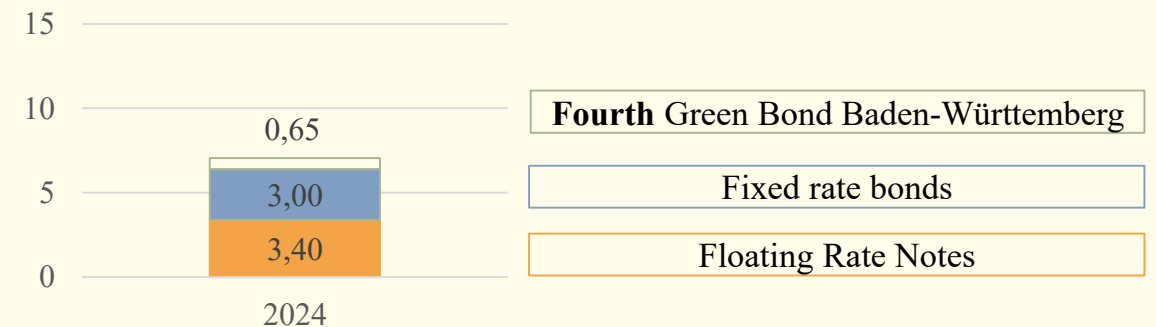 15
10
5
0
0,65
3,00
3,40
2024
Fourth Green Bond Baden-Württemberg
Fixed rate bonds
Floating Rate Notes